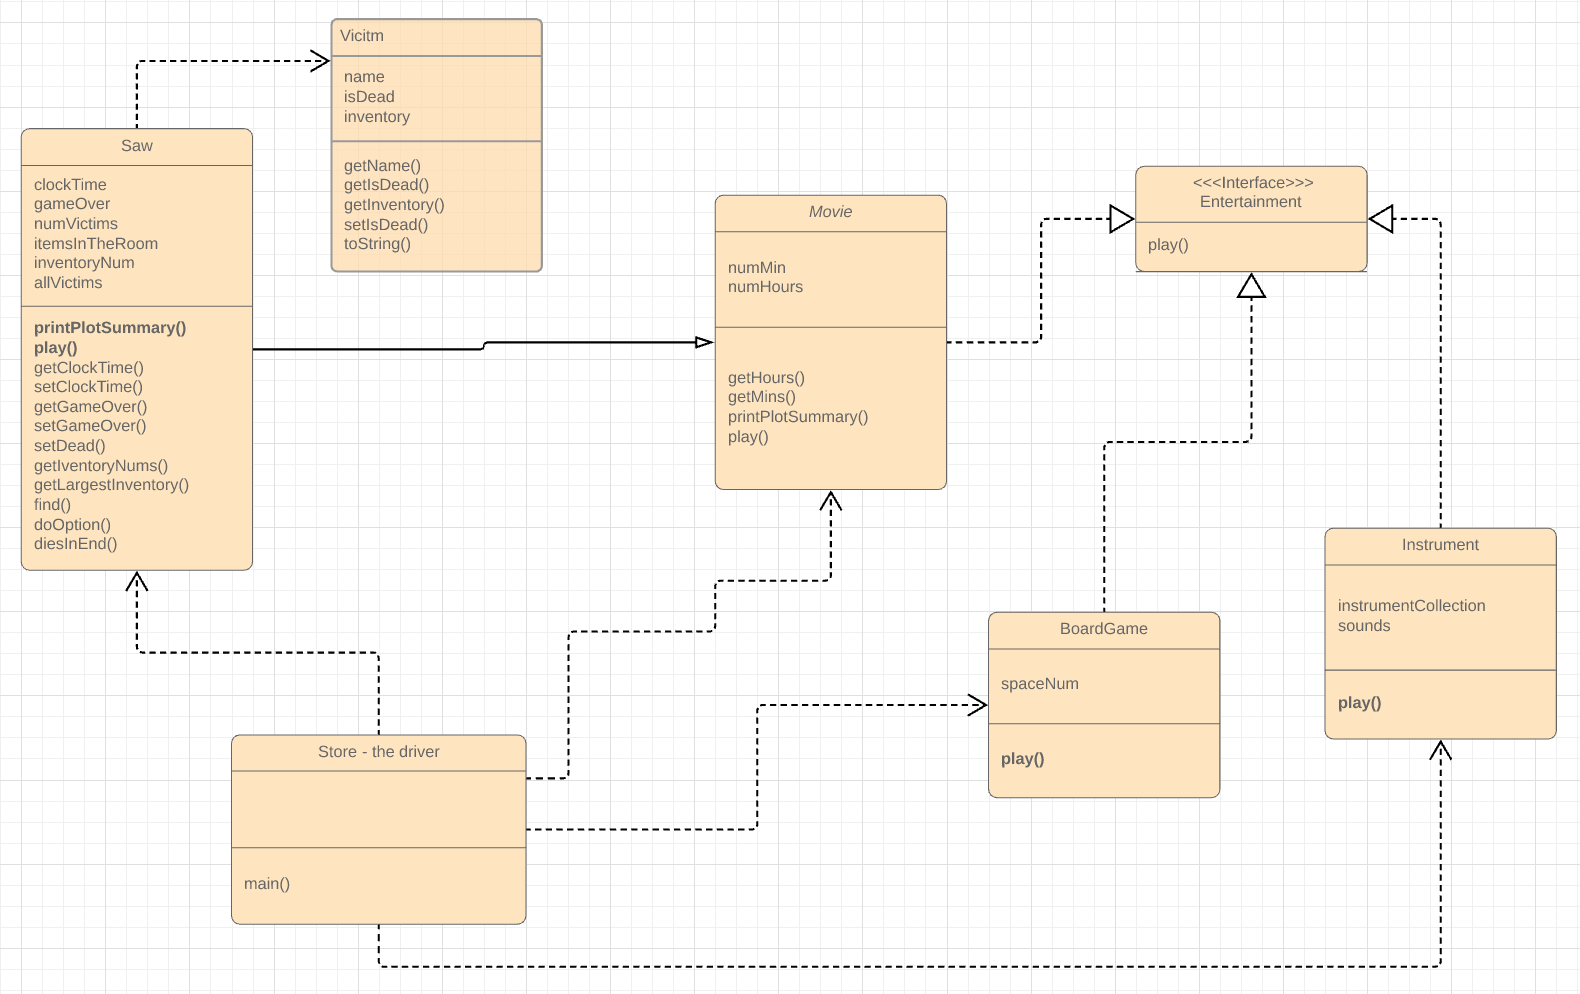 Vicitm
name
isDead
inventory
getName()
getIsDead()
getInventory()
setIsDead()
toString()
Saw
clockTime
gameOver
numVictims
itemsInTheRoom
inventoryNum
allVictims
printPlotSummary()
play()
getClockTime()
setClockTime()
getGameOver()
setGameOver()
setDead()
getIventoryNums()
getLargestInventory()
find()
doOption()
diesInEnd()
Movie
numMin
numHours
getHours()
getMins()
printPlotSummary()
play()
<<<Interface>>>
Entertainment
play()
Instrument
instrumentCollection
sounds
play()
BoardGame
spaceNum
play()
Store - the driver
main()